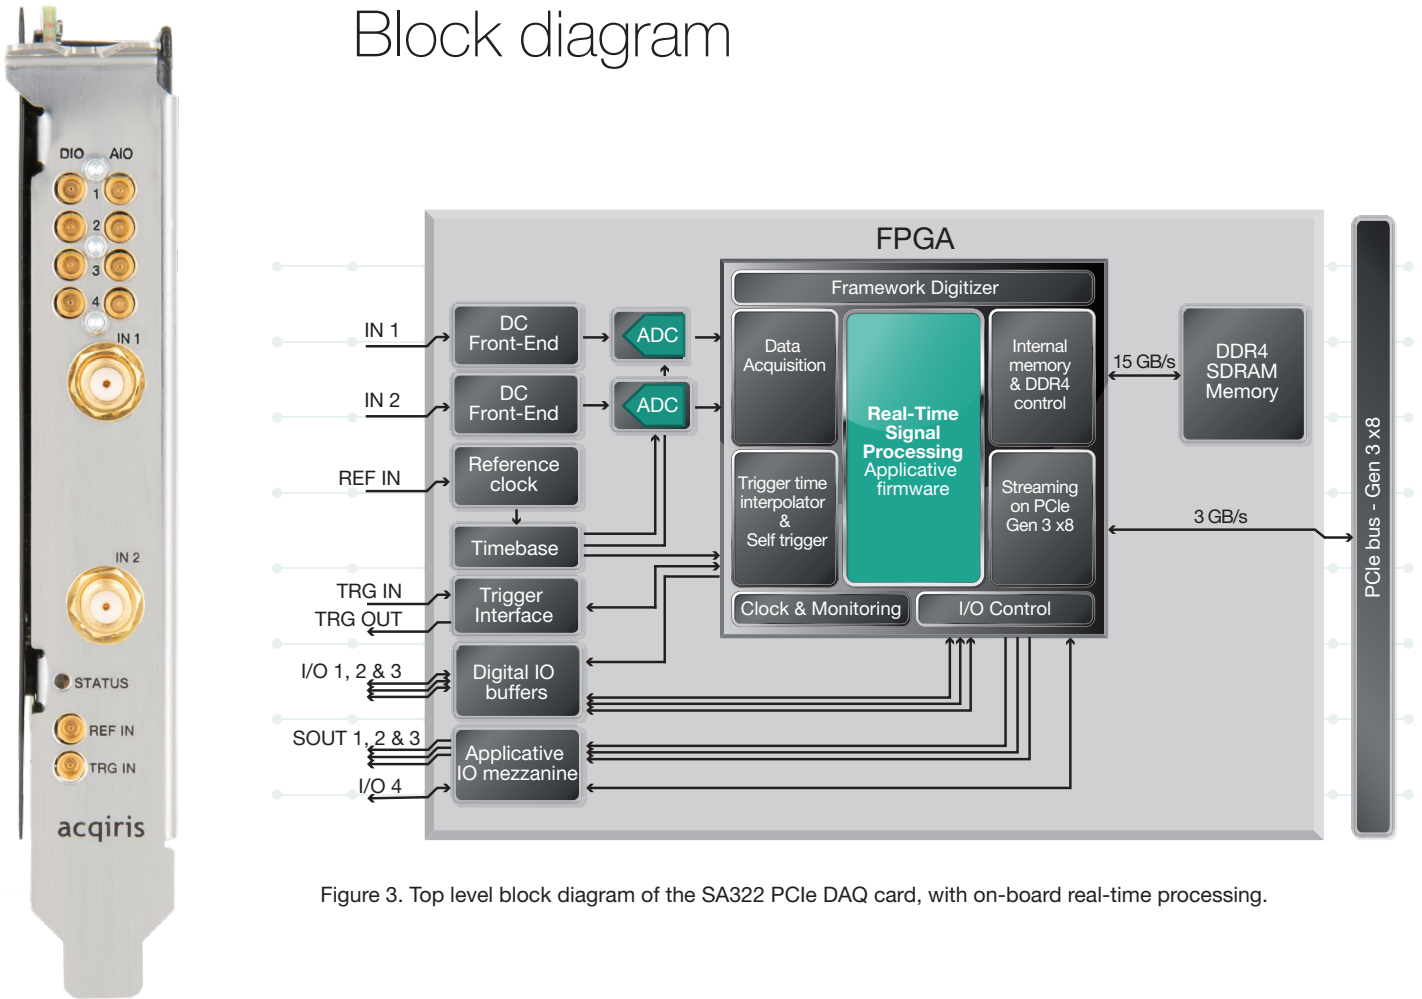 Block diagram
DIO AIO
1
2
3
4
IN 1
IN 2
STATUS
REF IN
TRG IN
acqiris
FPGA
Framework Digitizer
IN 1
DC
Front-End
ADC
IN 2
DC
Front-End
ADC
REF IN
Reference
clock
Timebase
TRG IN
TRG OUT
Trigger
Interface
I/O 1, 2 & 3
Digital IO
buffers
SOUT 1, 2 & 3
I/O 4
Applicative
IO mezzanine
Data
Acquisition
Trigger time
interpolator
&
Self trigger
Real-Time
Signal
Processing
Applicative
firmware
Internal
memory
& DDR4
control
Streaming
on PCIe
Gen 3 x8
Clock & Monitoring
I/O Control
15 GB/s
DDR4
SDRAM
Memory
3 GB/s
PCIe bus - Gen 3 x8
Figure 3. Top level block diagram of the SA322 PCIe DAQ card, with on-board real-time processing.